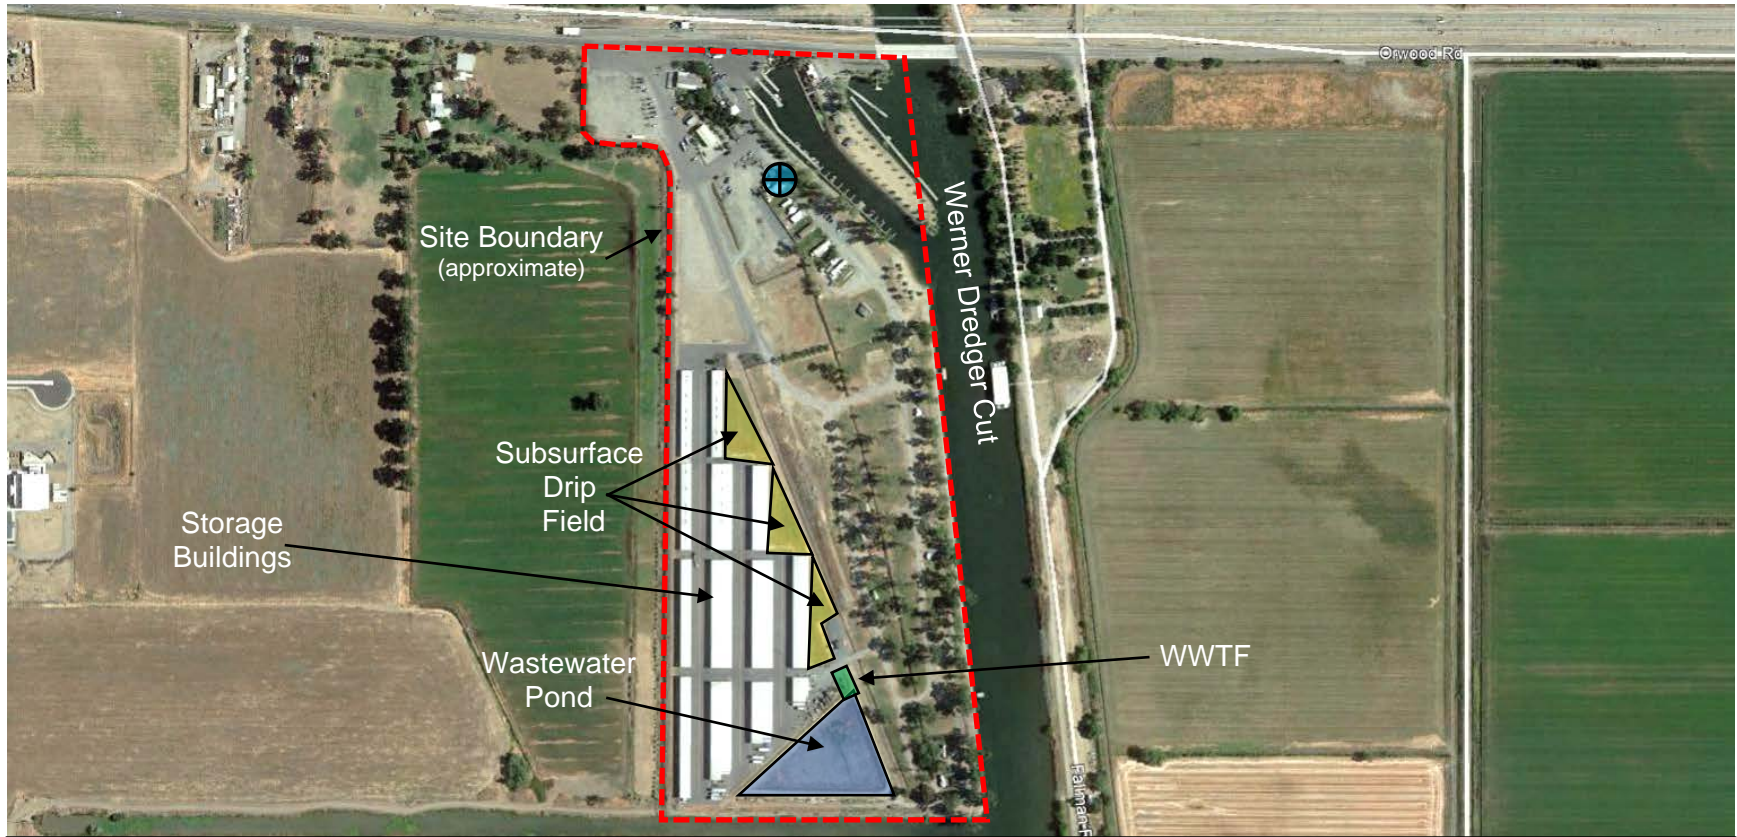 Orwood Rd
Site Boundary
(approximate)
Werner Dredger Cut
Subsurface
Drip
Field
Storage
Buildings
Wastewater
Pond
WWTF